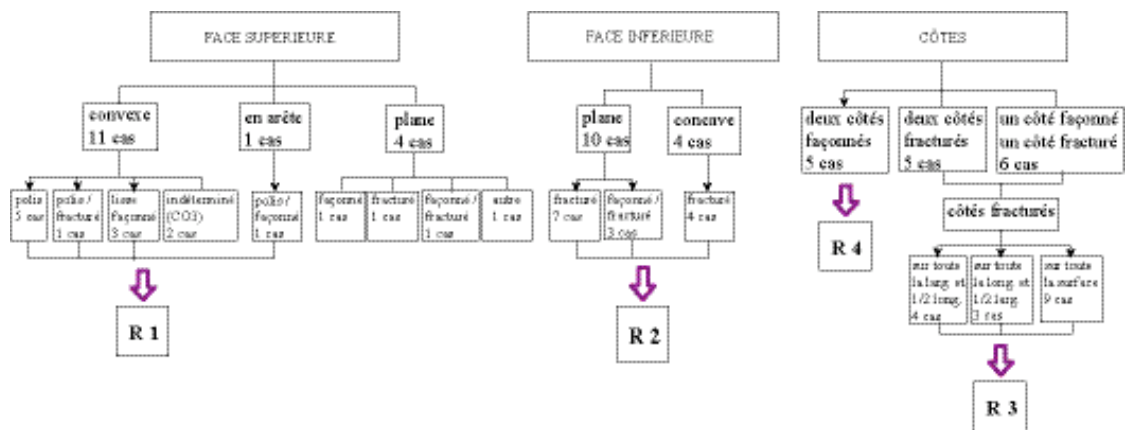 FACE SUPERIEURE
convexe
11 cas
en arête
1 cas
plane
4 cas
polis
5 cas
polis /
fracturé
1 cas
lisse
façonné
3 cas
indéterminé
(CO3)
2 cas
polis /
façonné
1 cas
façonné
1 cas
fracturé
1 cas
façonné /
fracturé
1 cas
autre
1 cas
R 1
FACE INFERIEURE
plane
10 cas
concave
4 cas
fracturé
7 cas
façonné /
fracturé
3 cas
fracturé
4 cas
R 2
CÔTES
deux côtés
façonnés
5 cas
deux côtés
fracturés
5 cas
un côté façonné
un côté fracturé
6 cas
R 4
côtés fracturés
sur toute
la larg. et
1/2 long.
4 cas
sur toute
la long. et
1/2 larg.
3 cas
sur toute
la surface
9 cas
R 3